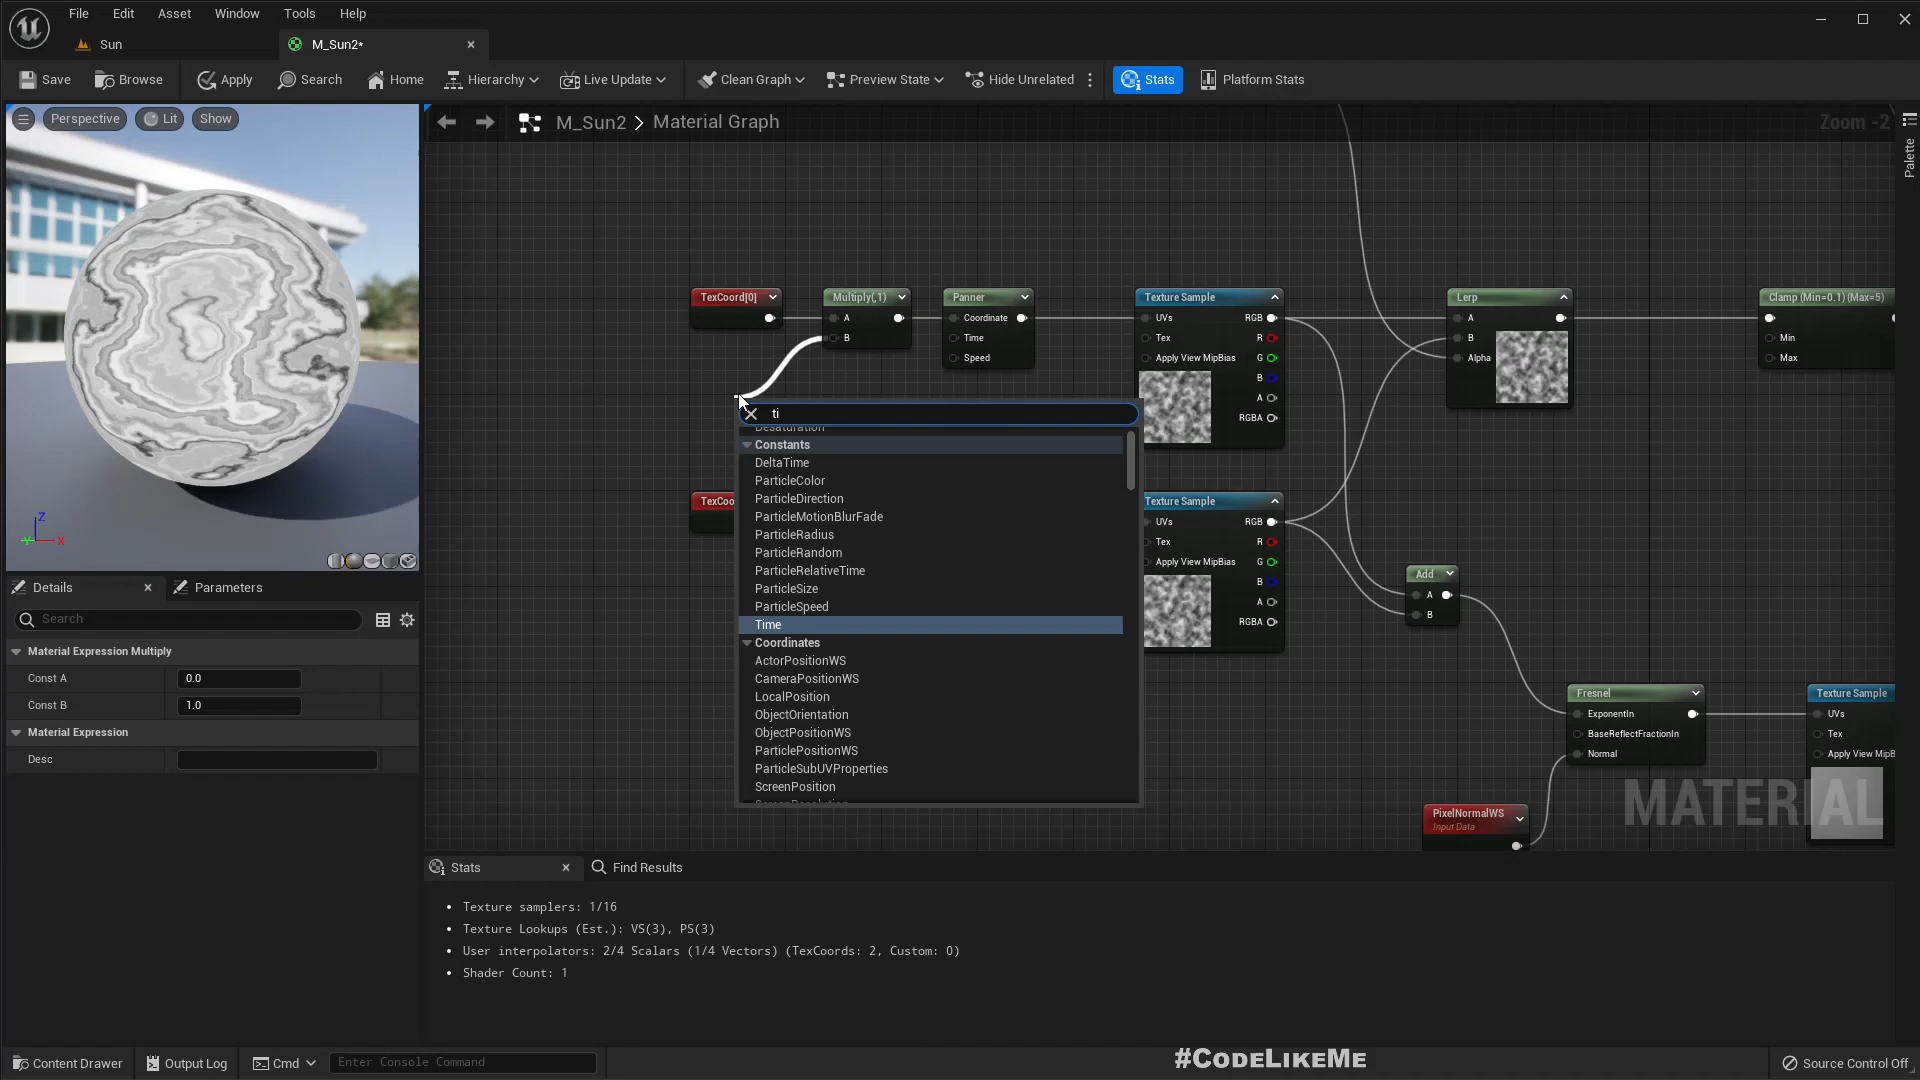 File Edit Asset Window Tools Help
Sun
M_Sun2*
Save Browse Apply Search Home Hierarchy Live Update Clean Graph Preview State Hide Unrelated Stats Platform Stats
Perspective Lit Show
M_Sun2 > Material Graph
Zoom -2
Palette
TexCoord[0]
Multiply(,1)
A
B
Panner
Coordinate
Time
Speed
Texture Sample
UVs RGB
Tex R
Apply View MipBias G
B
A
RGBA
Lerp
A
B
Alpha
Clamp (Min=0.1) (Max=5)
Min
Max
ti
Desaturation
Constants
DeltaTime
ParticleColor
ParticleDirection
ParticleMotionBlurFade
ParticleRadius
ParticleRandom
ParticleRelativeTime
ParticleSize
ParticleSpeed
Time
Coordinates
ActorPositionWS
CameraPositionWS
LocalPosition
ObjectOrientation
ObjectPositionWS
ParticlePositionWS
ParticleSubUVProperties
ScreenPosition
TexCoo
Texture Sample
UVs RGB
Tex R
Apply View MipBias G
B
A
RGBA
Add
A
B
Fresnel
ExponentIn
BaseReflectFractionIn
Normal
Texture Sample
UVs
Tex
Apply View MipB
PixelNormalWS
Input Data
MATERIAL
Z
Y
X
Details
Parameters
Search
Material Expression Multiply
Const A 0.0
Const B 1.0
Material Expression
Desc
Stats
Find Results
Texture samplers: 1/16
Texture Lookups (Est.): VS(3), PS(3)
User interpolators: 2/4 Scalars (1/4 Vectors) (TexCoords: 2, Custom: 0)
Shader Count: 1
Content Drawer Output Log Cmd Enter Console Command
#CodeLikeMe
Source Control Off